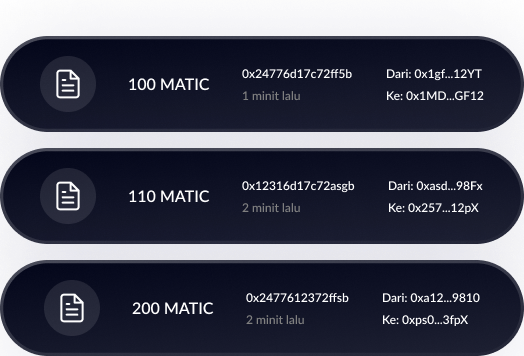 100 MATIC
0x24776d17c72ff5b
1 minit lalu
Dari: 0x1gf...12YT
Ke: 0x1MD...GF12
110 MATIC
0x12316d17c72asgb
2 minit lalu
Dari: 0xasd...98Fx
Ke: 0x257...12pX
200 MATIC
0x2477612372ffsb
2 minit lalu
Dari: 0xa12...9810
Ke: 0xps0...3fpX